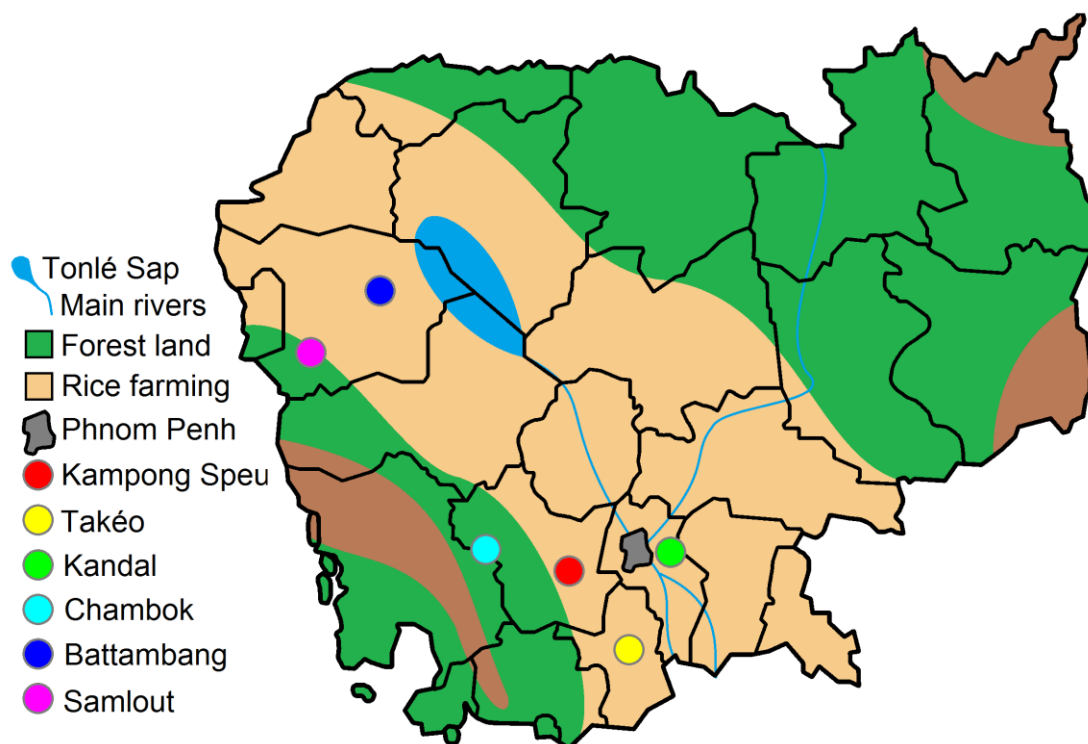 Tonlé Sap
Main rivers
Forest land
Rice farming
Phnom Penh
Kampong Speu
Takéo
Kandal
Chambok
Battambang
Samlout